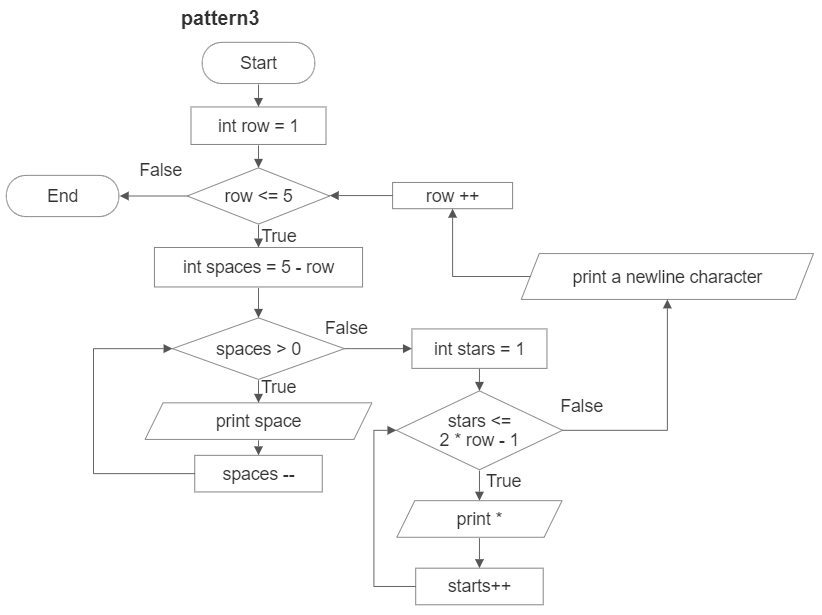 pattern3
Start
int row = 1
False
End
row <= 5
row ++
True
int spaces = 5 - row
print a newline character
False
spaces > 0
int stars = 1
True
print space
stars <=
2 * row - 1
False
spaces --
True
print *
starts++